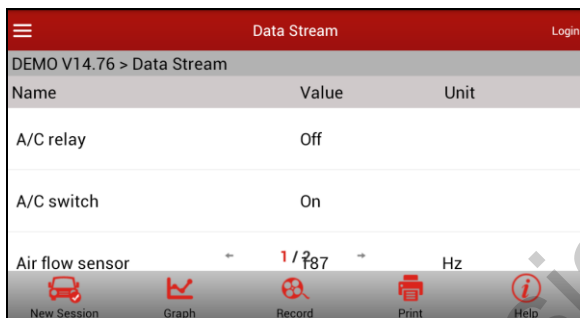 Data Stream Login
DEMO V14.76 > Data Stream
Name Value Unit
A/C relay Off
A/C switch On
Air flow sensor Hz
New Session Graph Record Print Help